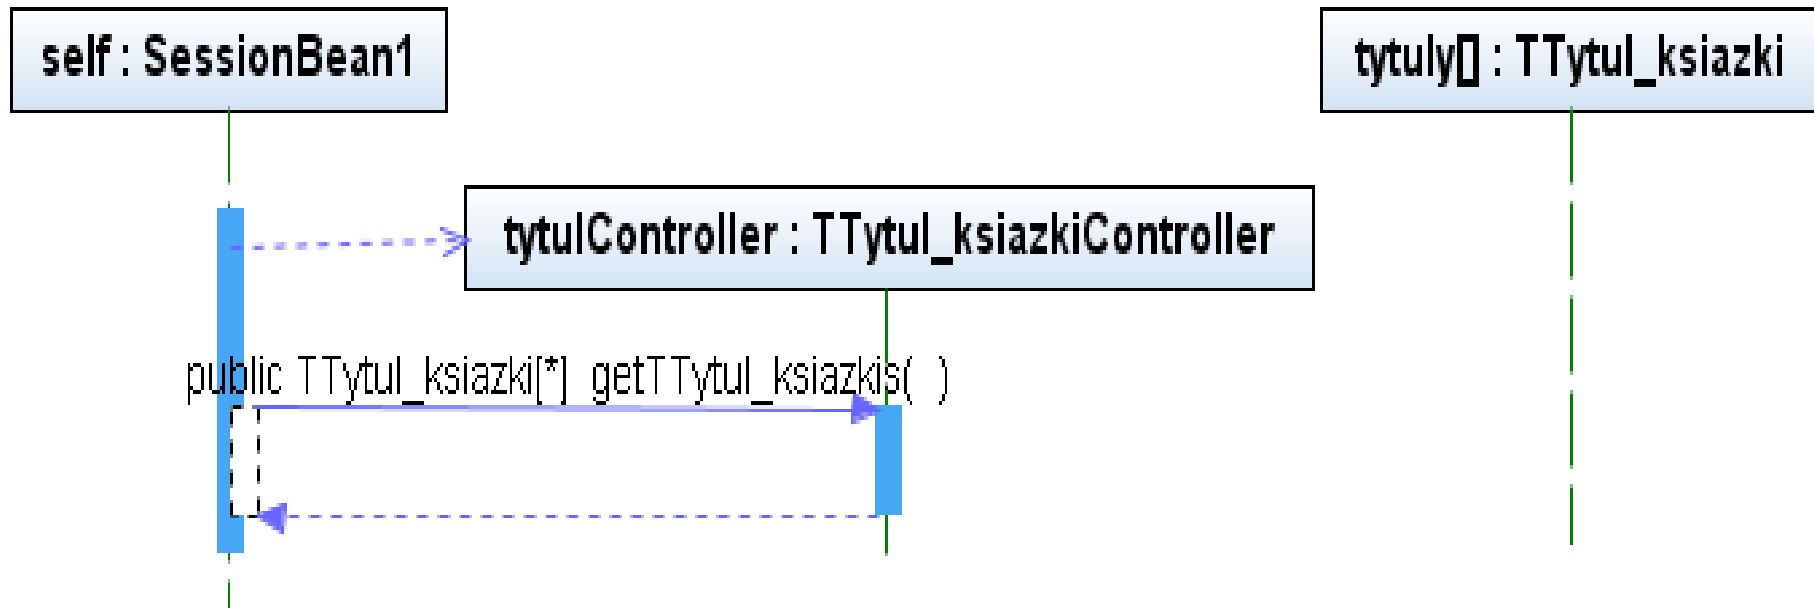 self : SessionBean1
tytuly[] : TTytul_ksiazki
tytulController : TTytul_ksiazkiController
public TTytul_ksiazki[*] getTTytul_ksiazkis( )